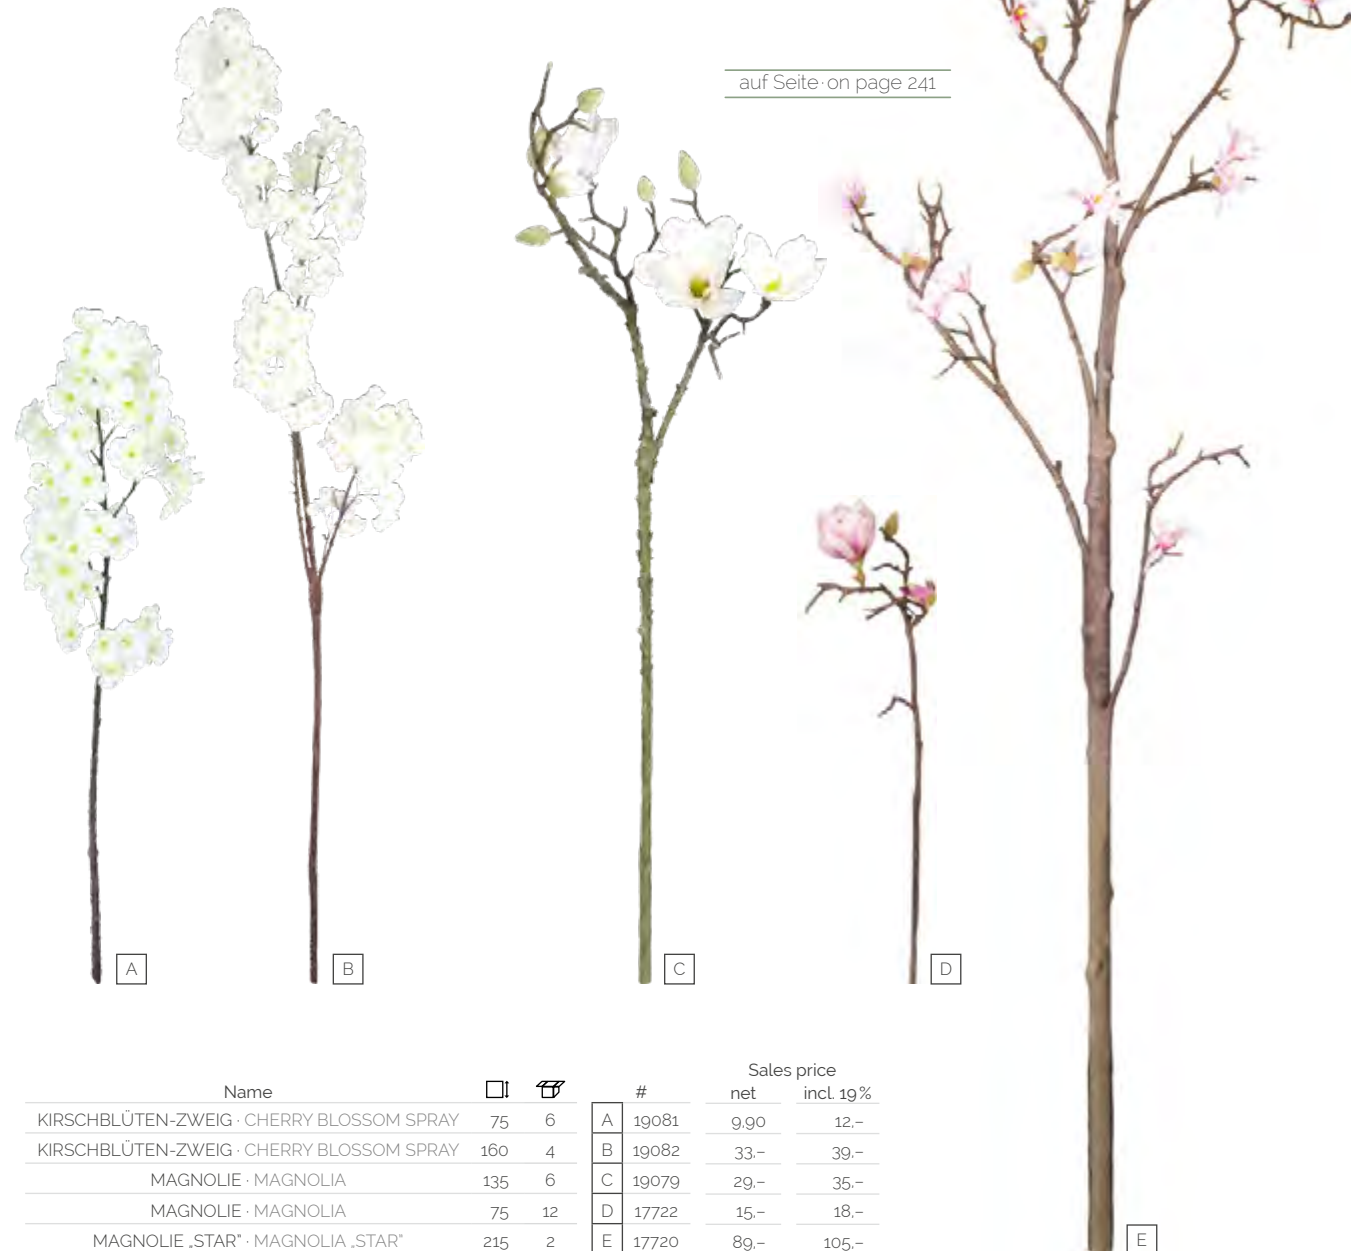 auf Seite · on page 241
A
B
C
D
E
Sales price
Name # net incl. 19 %
KIRSCHBLÜTEN-ZWEIG · CHERRY BLOSSOM SPRAY 75 6 A 19081 9,90 12,–
KIRSCHBLÜTEN-ZWEIG · CHERRY BLOSSOM SPRAY 160 4 B 19082 33,– 39,–
MAGNOLIE · MAGNOLIA 135 6 C 19079 29,– 35,–
MAGNOLIE · MAGNOLIA 75 12 D 17722 15,– 18,–
MAGNOLIE „STAR“ · MAGNOLIA „STAR“ 215 2 E 17720 89,– 105,–